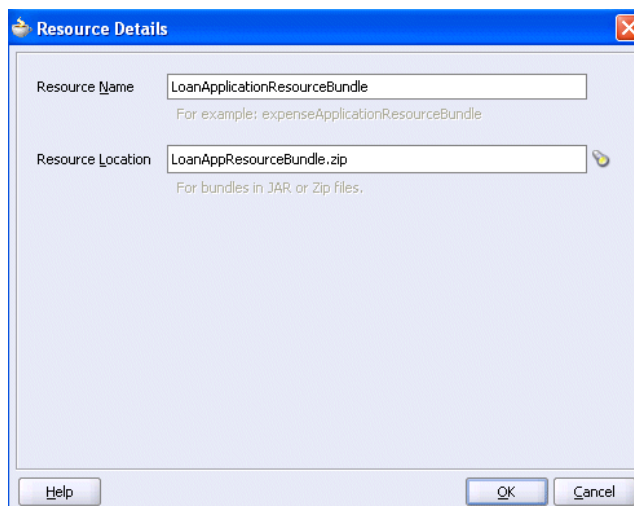 Resource Details
Resource Name LoanApplicationResourceBundle
For example: expenseApplicationResourceBundle
Resource Location LoanAppResourceBundle.zip
For bundles in JAR or Zip files.
Help OK Cancel